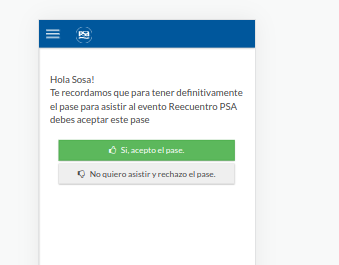 PSA
Hola Sosa!
Te recordamos que para tener definitivamente
el pase para asistir al evento Reecuentro PSA
debes aceptar este pase
Si, acepto el pase.
No quiero asistir y rechazo el pase.